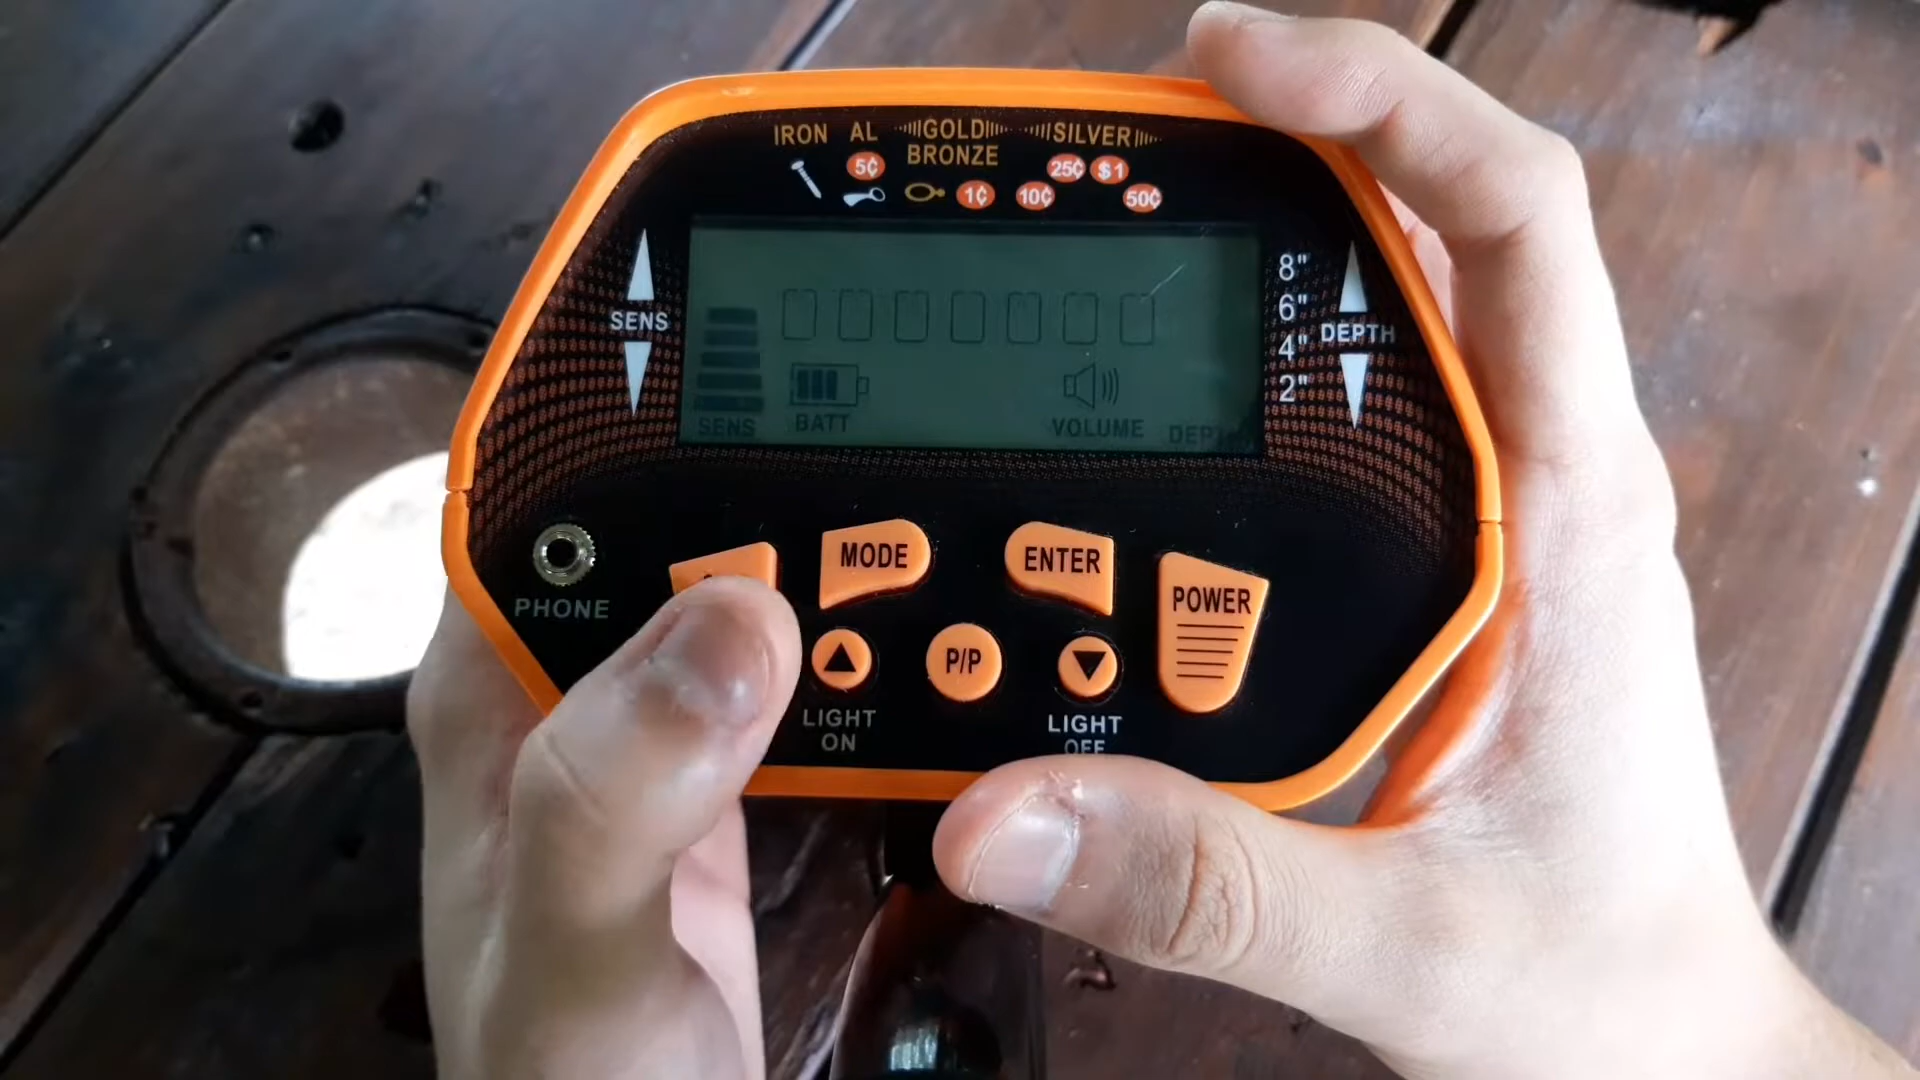 IRON AL GOLD SILVER
BRONZE
5¢ 25¢ $1
1¢ 10¢ 50¢
8"
6"
SENS
DEPTH
4"
2"
SENS BATT VOLUME
MODE ENTER
POWER
PHONE
P/P
LIGHT LIGHT
ON OFF